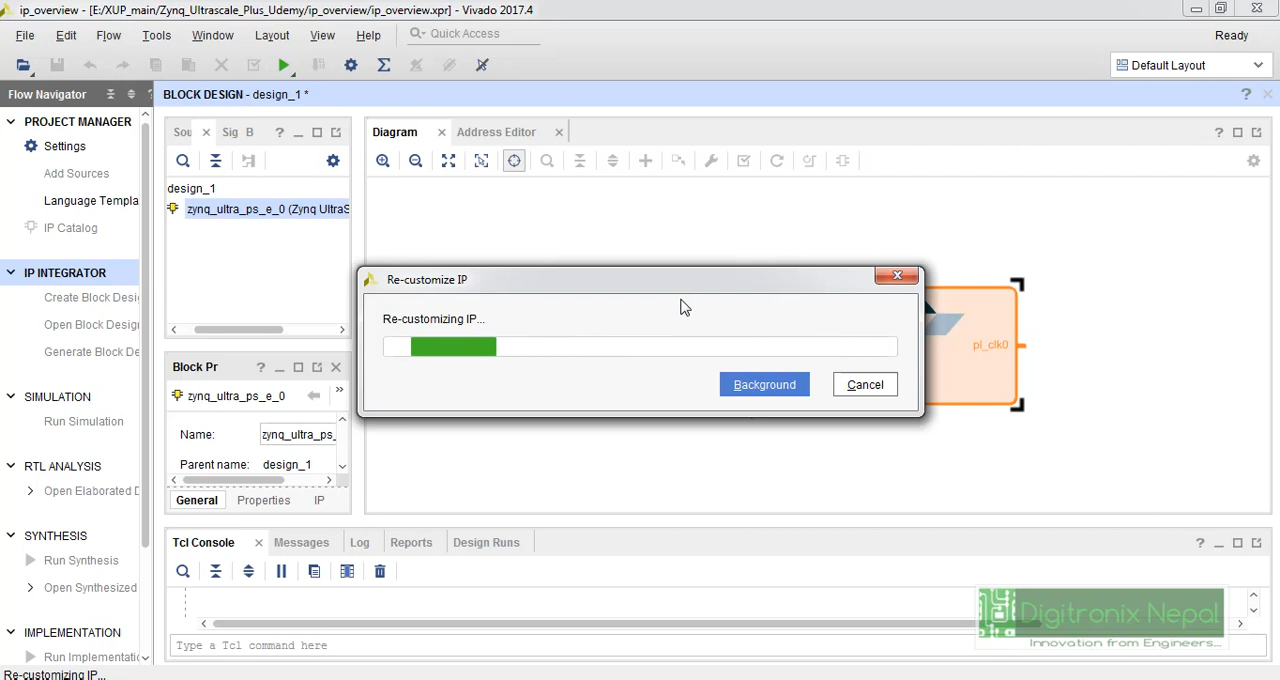 ip_overview - [E:/XUP_main/Zynq_Ultrascale_Plus_Udemy/ip_overview/ip_overview.xpr] - Vivado 2017.4
File Edit Flow Tools Window Layout View Help Quick Access Ready
Default Layout
Flow Navigator
BLOCK DESIGN - design_1 *
PROJECT MANAGER
Settings
Add Sources
Language Templa
IP Catalog
IP INTEGRATOR
Create Block Desi
Open Block Design
Generate Block De
SIMULATION
Run Simulation
RTL ANALYSIS
Open Elaborated D
SYNTHESIS
Run Synthesis
Open Synthesized
IMPLEMENTATION
Run Implementatio
Sou Sig B
design_1
zynq_ultra_ps_e_0 (Zynq UltraS
Block Pr
zynq_ultra_ps_e_0
Name: zynq_ultra_ps_
Parent name: design_1
General Properties IP
Diagram Address Editor
pl_clk0
Re-customize IP
Re-customizing IP...
Background Cancel
Tcl Console Messages Log Reports Design Runs
Type a Tcl command here
Digitronix Nepal
Innovation from Engineers...
Re-customizing IP...